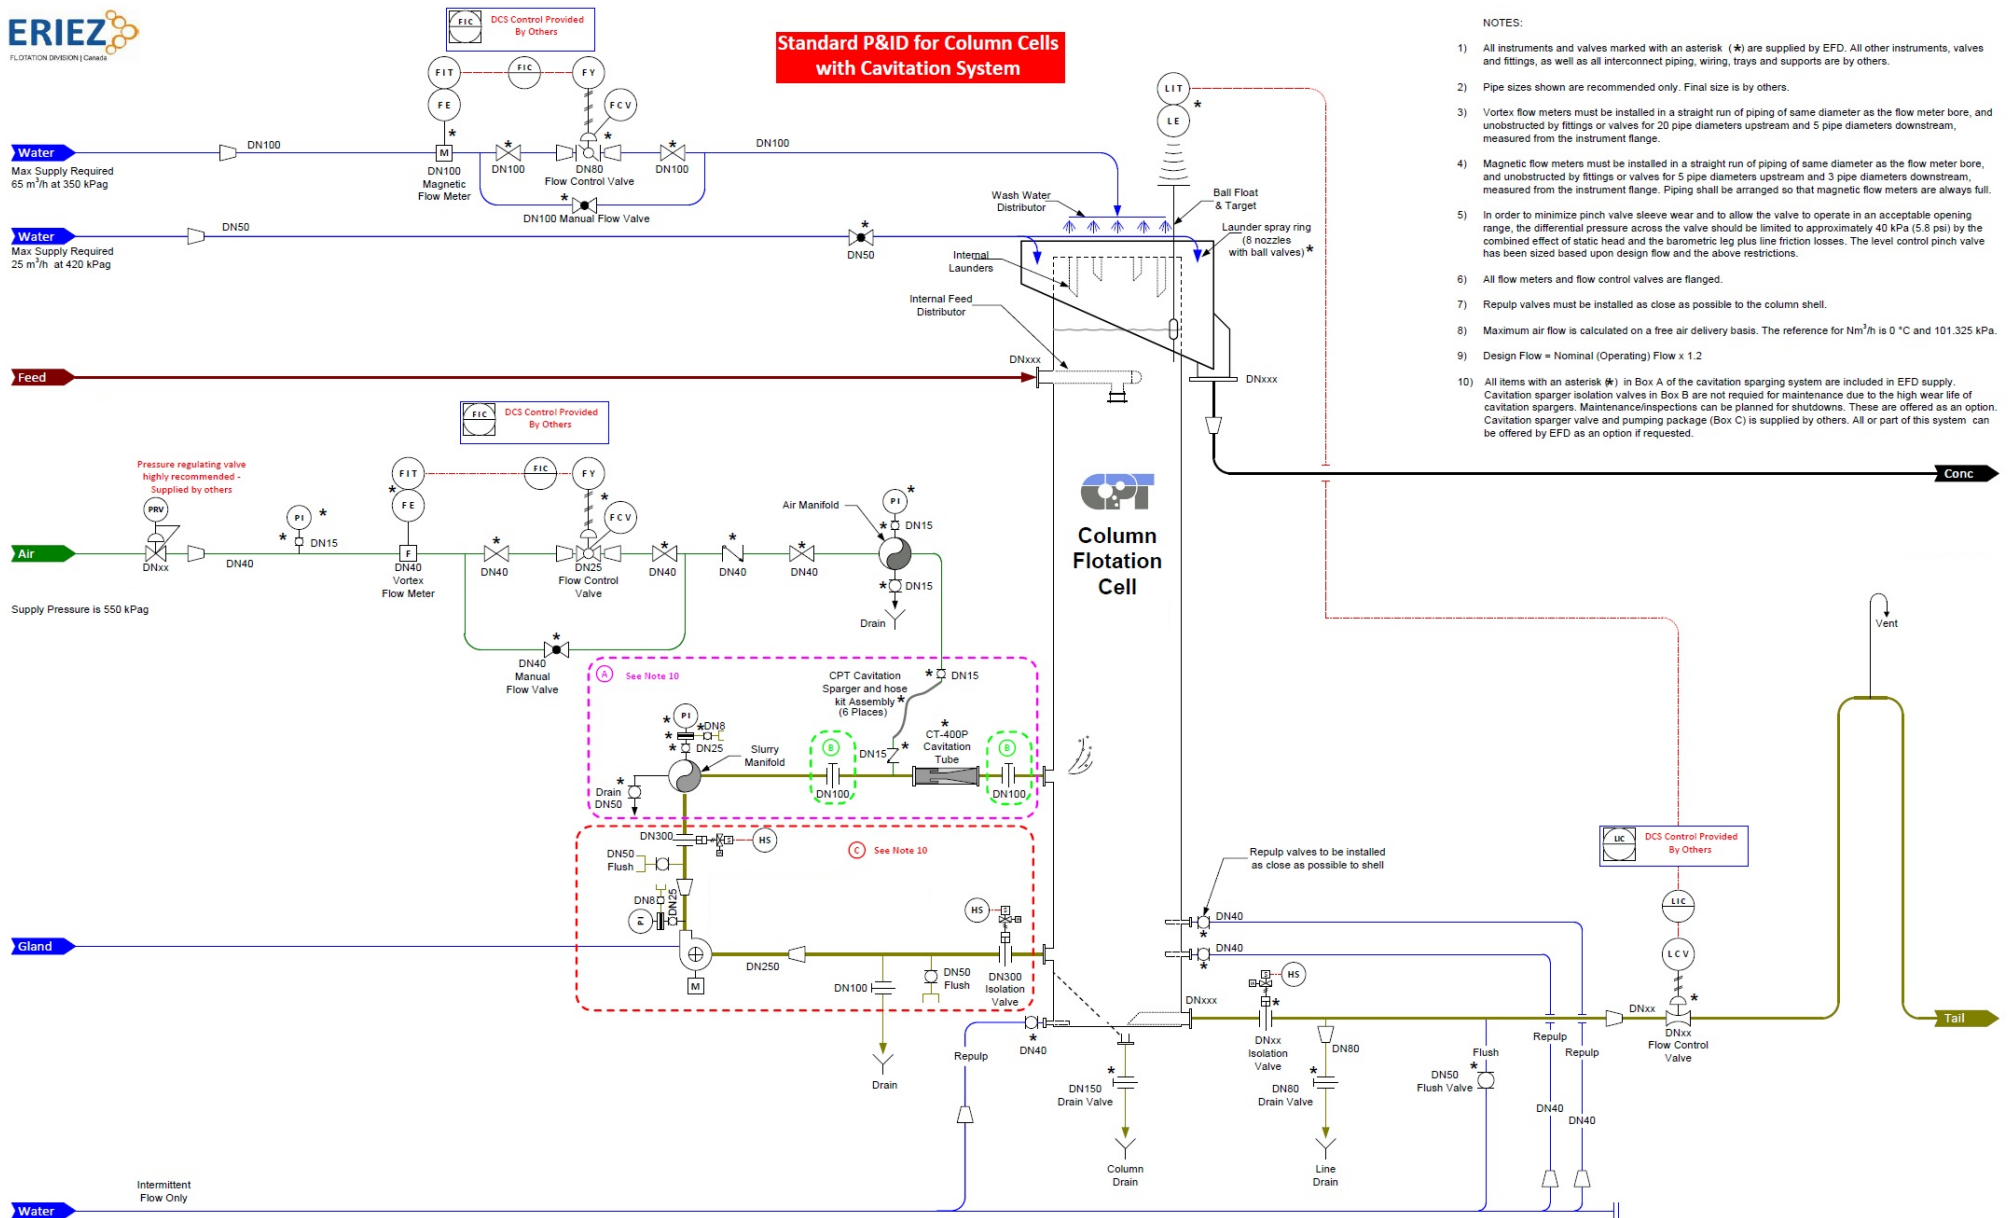 ERIEZ
FLOTATION DIVISION | Canada
FIC
DCS Control Provided
By Others
Standard P&ID for Column Cells
with Cavitation System
FIT
FIC
FY
FE
FCV
*
*
*
*
Water
DN100
M
DN100
Max Supply Required
65 m³/h at 350 kPag
DN100
Magnetic
Flow Meter
DN100
DN80
Flow Control Valve
DN100
*
DN100 Manual Flow Valve
LIT
*
LE
Wash Water
Distributor
Ball Float
& Target
Water
DN50
*
DN50
Max Supply Required
25 m³/h at 420 kPag
Launder spray ring
(8 nozzles
with ball valves) *
Internal
Launders
Internal Feed
Distributor
DNxxx
Feed
DNxxx
NOTES:
1) All instruments and valves marked with an asterisk (*) are supplied by EFD. All other instruments, valves
and fittings, as well as all interconnect piping, wiring, trays and supports are by others.
2) Pipe sizes shown are recommended only. Final size is by others.
3) Vortex flow meters must be installed in a straight run of piping of same diameter as the flow meter bore, and
unobstructed by fittings or valves for 20 pipe diameters upstream and 5 pipe diameters downstream,
measured from the instrument flange.
4) Magnetic flow meters must be installed in a straight run of piping of same diameter as the flow meter bore,
and unobstructed by fittings or valves for 5 pipe diameters upstream and 3 pipe diameters downstream,
measured from the instrument flange. Piping shall be arranged so that magnetic flow meters are always full.
5) In order to minimize pinch valve sleeve wear and to allow the valve to operate in an acceptable opening
range, the differential pressure across the valve should be limited to approximately 40 kPa (5.8 psi) by the
combined effect of static head and the barometric leg plus line friction losses. The level control pinch valve
has been sized based upon design flow and the above restrictions.
6) All flow meters and flow control valves are flanged.
7) Repulp valves must be installed as close as possible to the column shell.
8) Maximum air flow is calculated on a free air delivery basis. The reference for Nm³/h is 0 °C and 101.325 kPa.
9) Design Flow = Nominal (Operating) Flow x 1.2
10) All items with an asterisk (*) in Box A of the cavitation sparging system are included in EFD supply.
Cavitation sparger isolation valves in Box B are not requied for maintenance due to the high wear life of
cavitation spargers. Maintenance/inspections can be planned for shutdowns. These are offered as an option.
Cavitation sparger valve and pumping package (Box C) is supplied by others. All or part of this system can
be offered by EFD as an option if requested.
Conc
FIC
DCS Control Provided
By Others
Pressure regulating valve
highly recommended -
Supplied by others
PRV
PI
*
* DN15
FIT
FIC
FY
*
FE
*
FCV
Air Manifold
PI
*
* DN15
Air
DNxx
DN40
F
DN40
Vortex
Flow Meter
*
DN40
DN25
Flow Control
Valve
*
DN40
*
DN40
*
DN40
* DN15
Drain
Supply Pressure is 550 kPag
*
DN40
Manual
Flow Valve
CPT
Column
Flotation
Cell
Vent
A See Note 10
CPT Cavitation
Sparger and hose
kit Assembly *
(6 Places)
* DN15
PI
*
*
*DN8
* DN25
Slurry
Manifold
B
DN15 *
*
CT-400P
Cavitation
Tube
B
*
Drain
DN50
DN100
DN100
DN300
S
HS
DN50
Flush
C See Note 10
DN8
DN25
PI
HS
S
Gland
M
DN250
DN100
DN50
Flush
DN300
Isolation
Valve
Drain
Repulp valves to be installed
as close as possible to shell
DN40
*
DN40
*
LIC
DCS Control Provided
By Others
LIC
LCV
*
S
HS
DNxxx
*
DNxx
Isolation
Valve
DN80
DNxx
DNxx
Flow Control
Valve
Tail
Repulp
*
DN40
*
DN150
Drain Valve
*
DN80
Drain Valve
Flush
*
DN50
Flush Valve
Repulp
Repulp
DN40
DN40
Column
Drain
Line
Drain
Intermittent
Flow Only
Water